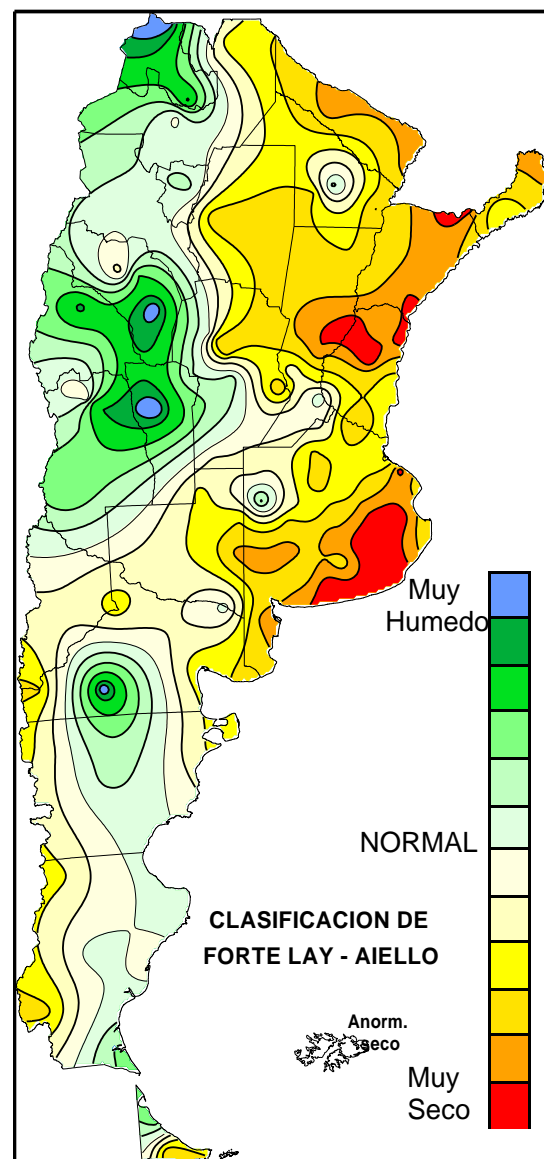 Muy
Humedo
NORMAL
CLASIFICACION DE
FORTE LAY - AIELLO
Anorm.
seco
Muy
Seco